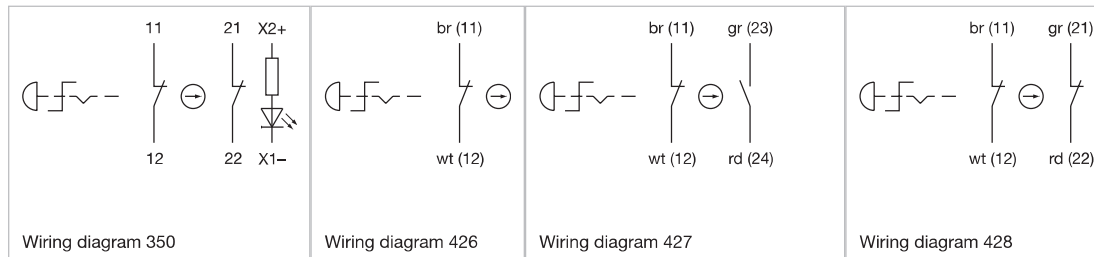 11 21 X2+
12 22 X1–
Wiring diagram 350
br (11)
wt (12)
Wiring diagram 426
br (11) gr (23)
wt (12) rd (24)
Wiring diagram 427
br (11) gr (21)
wt (12) rd (22)
Wiring diagram 428